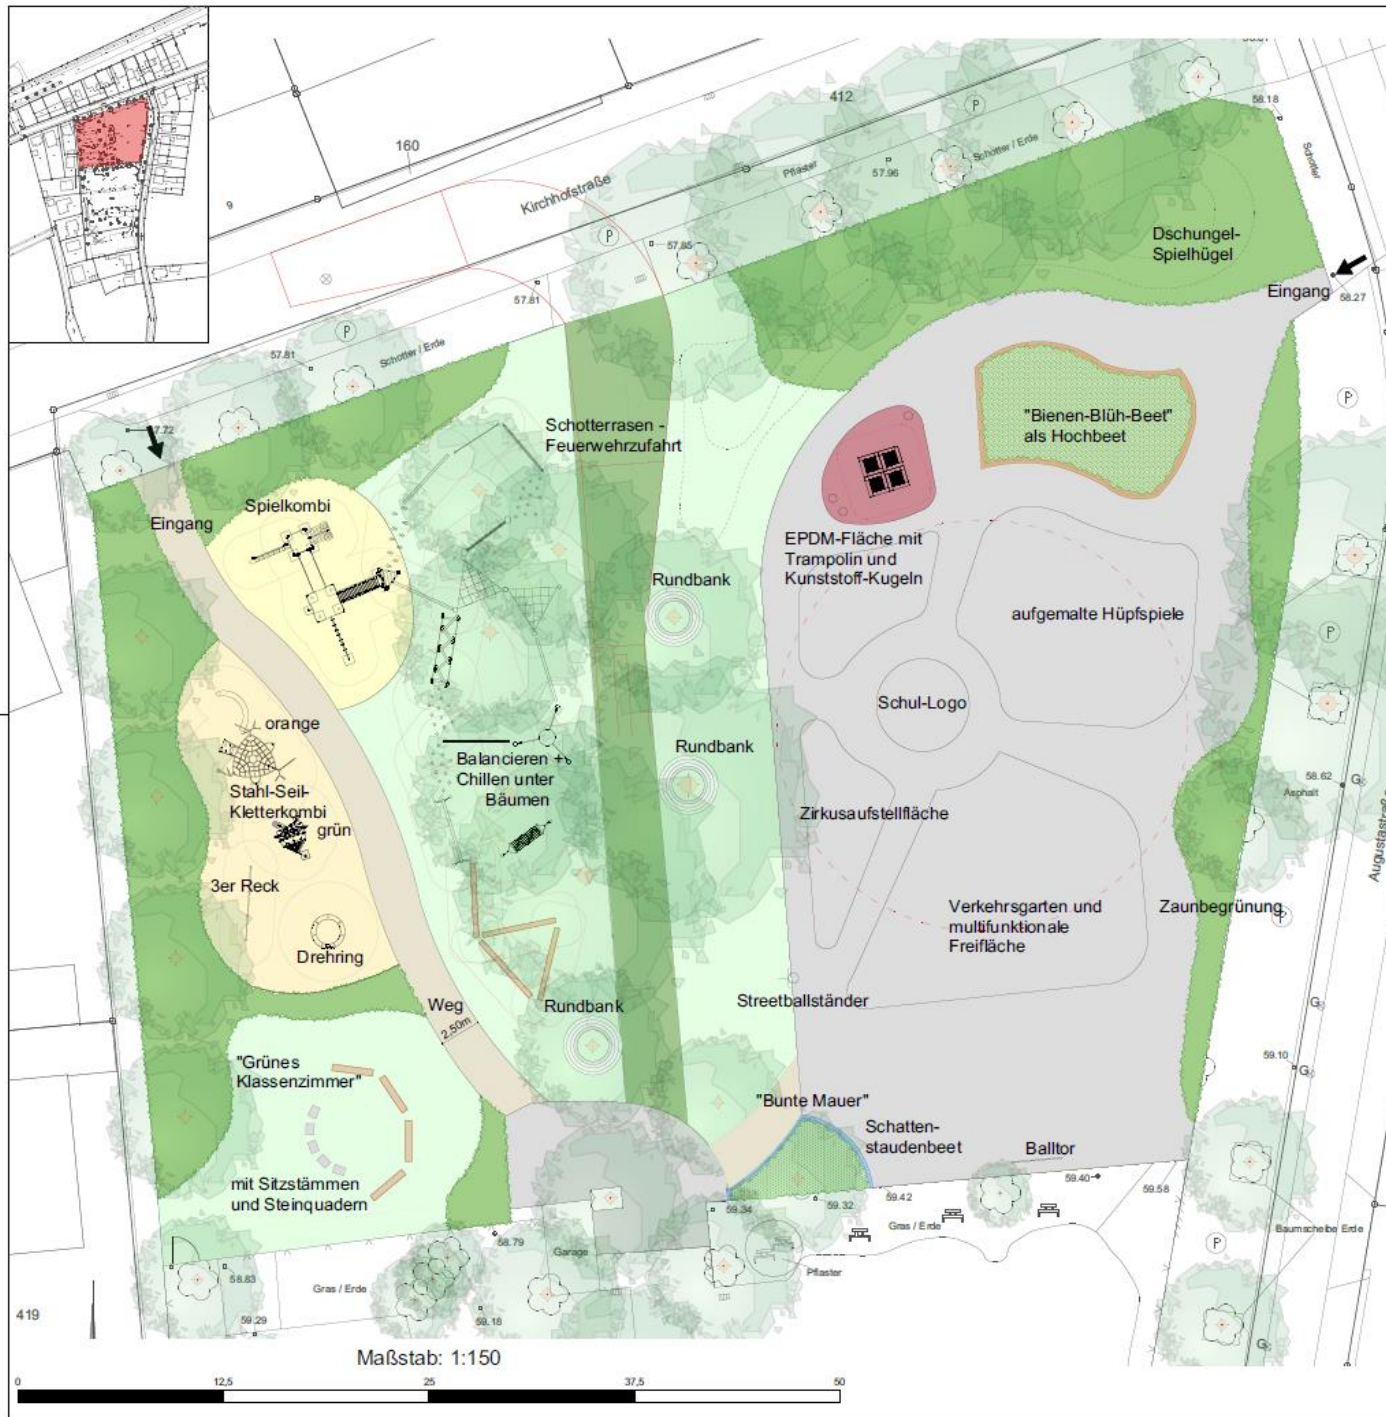 58.18
412
160
Schotter
Schotter / Erde
P
Pflaster
57.96
Kirchhofstraße
9
P
57.85
57.81
Dschungel-
Spielhügel
Eingang
58.27
P
57.81
Schotter / Erde
P
"Bienen-Blüh-Beet"
als Hochbeet
Schotterrasen -
Feuerwehrzufahrt
57.72
Spielkombi
Eingang
EPDM-Fläche mit
Trampolin und
Kunststoff-Kugeln
Rundbank
aufgemalte Hüpfspiele
P
Schul-Logo
orange
Rundbank
Balancieren +
Chillen unter
Bäumen
Stahl-Seil-
Kletterkombi
grün
58.62
G
Asphalt
Zirkusaufstellfläche
Augustastraße
3er Reck
Verkehrsgarten und
multifunktionale
Freifläche
Zaunbegrünung
P
Drehring
Weg
2,50m
Rundbank
Streetballständer
G
59.10
G
"Grünes
Klassenzimmer"
"Bunte Mauer"
Schatten-
staudenbeet
Balltor
mit Sitzstämmen
und Steinquadern
59.40
59.58
59.42
59.32
59.34
Gras / Erde
Baumscheibe Erde
P
58.79
Garage
Pflaster
58.83
Gras / Erde
419
59.29
59.18
G
Maßstab: 1:150
0
12,5
25
37,5
50